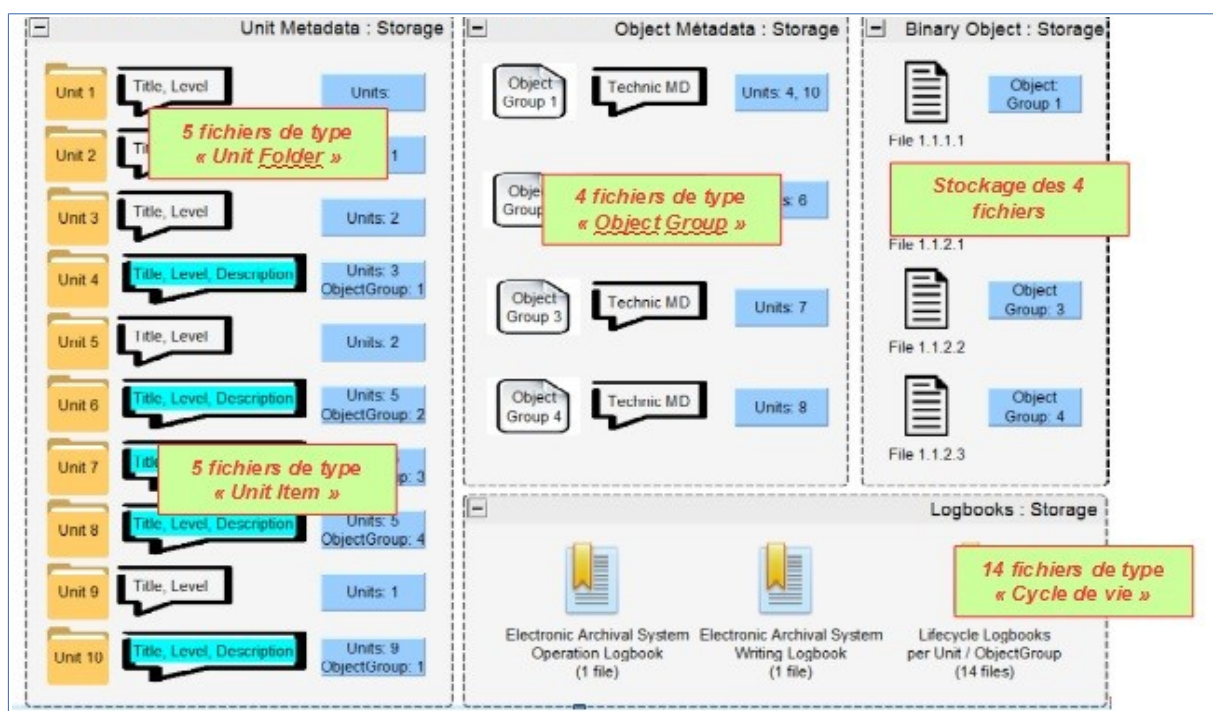 Unit Metadata : Storage
Unit 1
Title, Level
Units:
5 fichiers de type
« Unit Folder »
Unit 2
1
Unit 3
Title, Level
Units: 2
Unit 4
Title, Level, Description
Units: 3
ObjectGroup: 1
Unit 5
Title, Level
Units: 2
Unit 6
Title, Level, Description
Units: 5
ObjectGroup: 2
Unit 7
5 fichiers de type
« Unit Item »
p: 3
Unit 8
Title, Level, Description
Units: 5
ObjectGroup: 4
Unit 9
Title, Level
Units: 1
Unit 10
Title, Level, Description
Units: 9
ObjectGroup: 1
Object Métadata : Storage
Object
Group 1
Technic MD
Units: 4, 10
4 fichiers de type
« Object Group »
s: 6
Object
Group 3
Technic MD
Units: 7
Object
Group 4
Technic MD
Units: 8
Binary Object : Storage
Object:
Group 1
File 1.1.1.1
Stockage des 4
fichiers
File 1.1.2.1
Object
Group: 3
File 1.1.2.2
Object
Group: 4
File 1.1.2.3
Logbooks : Storage
14 fichiers de type
« Cycle de vie »
Electronic Archival System
Operation Logbook
(1 file)
Electronic Archival System
Writing Logbook
(1 file)
Lifecycle Logbooks
per Unit / ObjectGroup
(14 files)